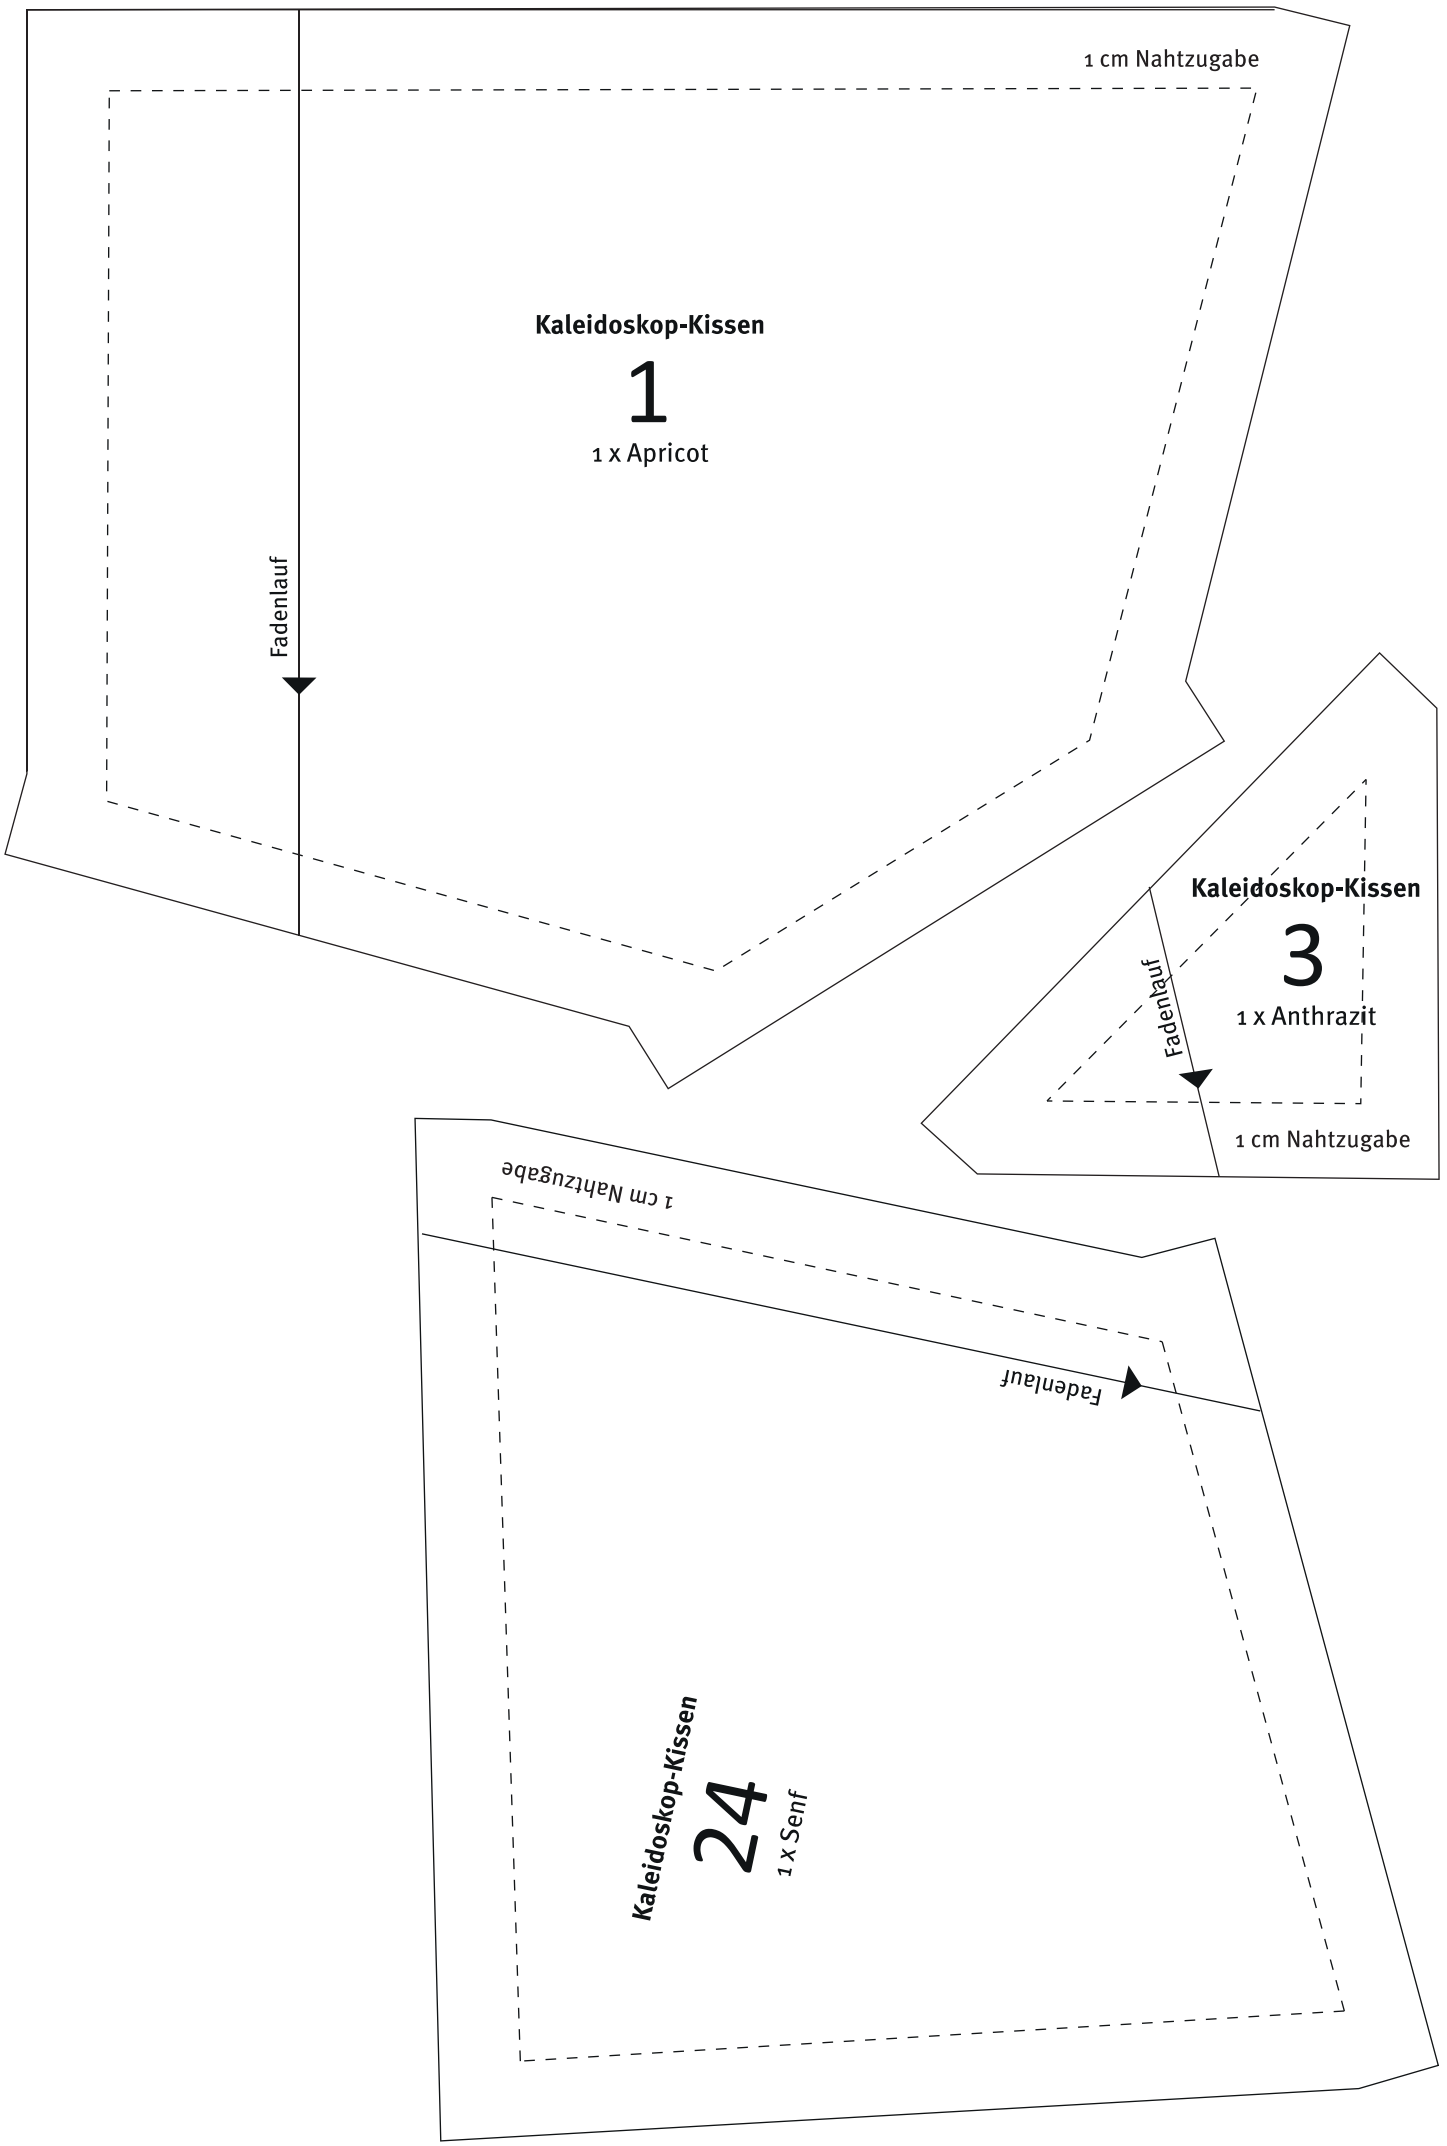 1 cm Nahtzugabe
Kaleidoskop-Kissen
1
1 x Apricot
Fadenlauf
Kaleidoskop-Kissen
3
1 x Anthrazit
Fadenlauf
1 cm Nahtzugabe
1 cm Nahtzugabe
Fadenlauf
Kaleidoskop-Kissen
24
1 x Senf